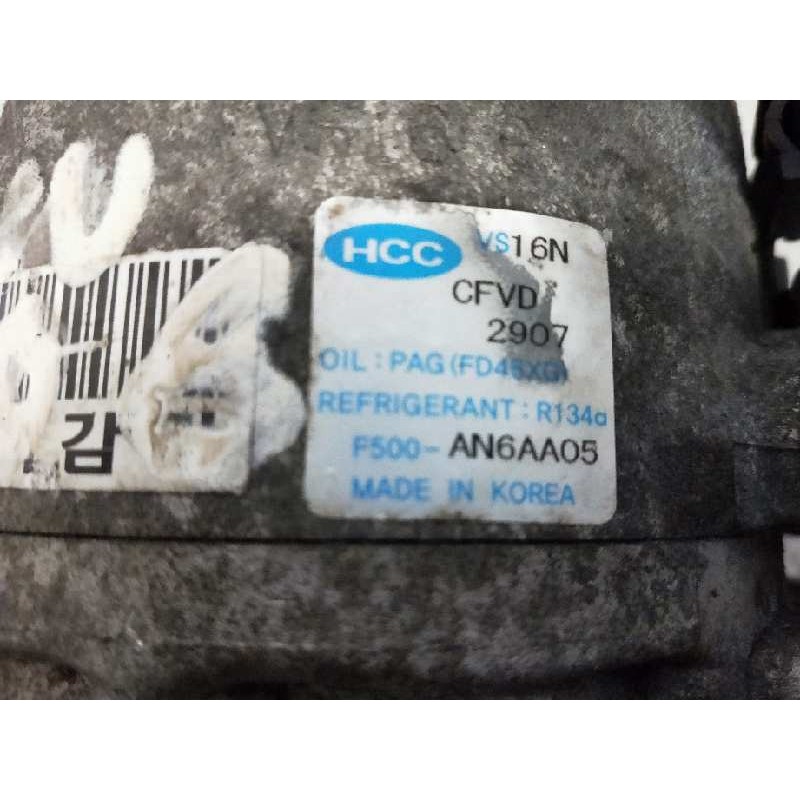 HCC VS16N
CFVD
2907
OIL : PAG (FD46XG)
REFRIGERANT : R134a
F500-AN6AA05
MADE IN KOREA
감